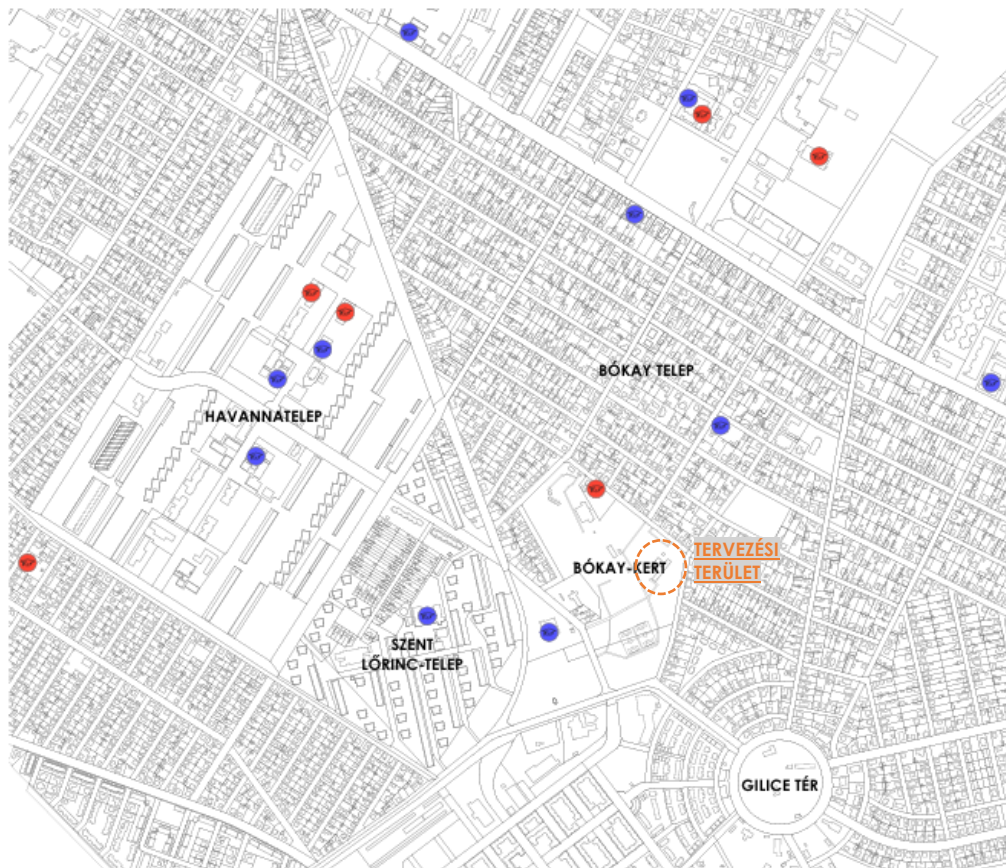 BÓKAY TELEP
HAVANNATELEP
TERVEZÉSI
TERÜLET
BÓKAY-KERT
SZENT
LŐRINC-TELEP
GILICE TÉR